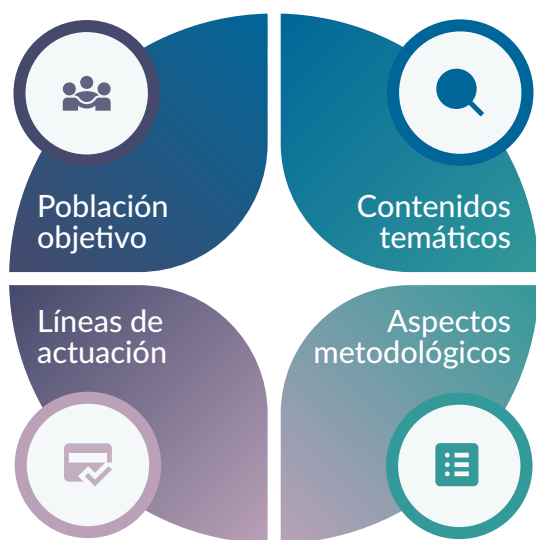 Población
objetivo
Contenidos
temáticos
Líneas de
actuación
Aspectos
metodológicos